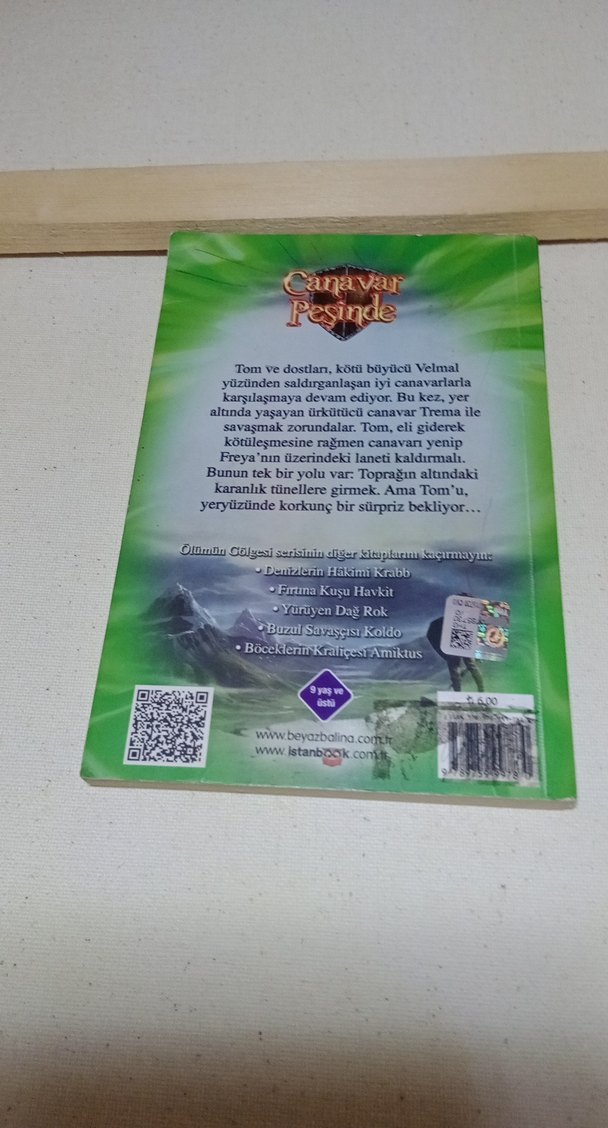 Canavar
Peşinde
Tom ve dostları, kötü büyücü Velmal
yüzünden saldırganlaşan iyi canavarlarla
karşılaşmaya devam ediyor. Bu kez, yer
altında yaşayan ürkütücü canavar Trema ile
savaşmak zorundalar. Tom, eli giderek
kötüleşmesine rağmen canavarı yenip
Freya'nın üzerindeki laneti kaldırmalı.
Bunun tek bir yolu var: Toprağın altındaki
karanlık tünellere girmek. Ama Tom'u,
yeryüzünde korkunç bir sürpriz bekliyor…
Ölümün Gölgesi serisinin diğer kitaplarını kaçırmayın:
• Denizlerin Hâkimi Krabb
• Fırtına Kuşu Havkit
• Yürüyen Dağ Rok
• Buzul Savaşçısı Koldo
• Böceklerin Kraliçesi Amiktus
9 yaş ve
üstü
₺ 6.00
www.beyazbalina.com.tr
www.istanbook.com.tr